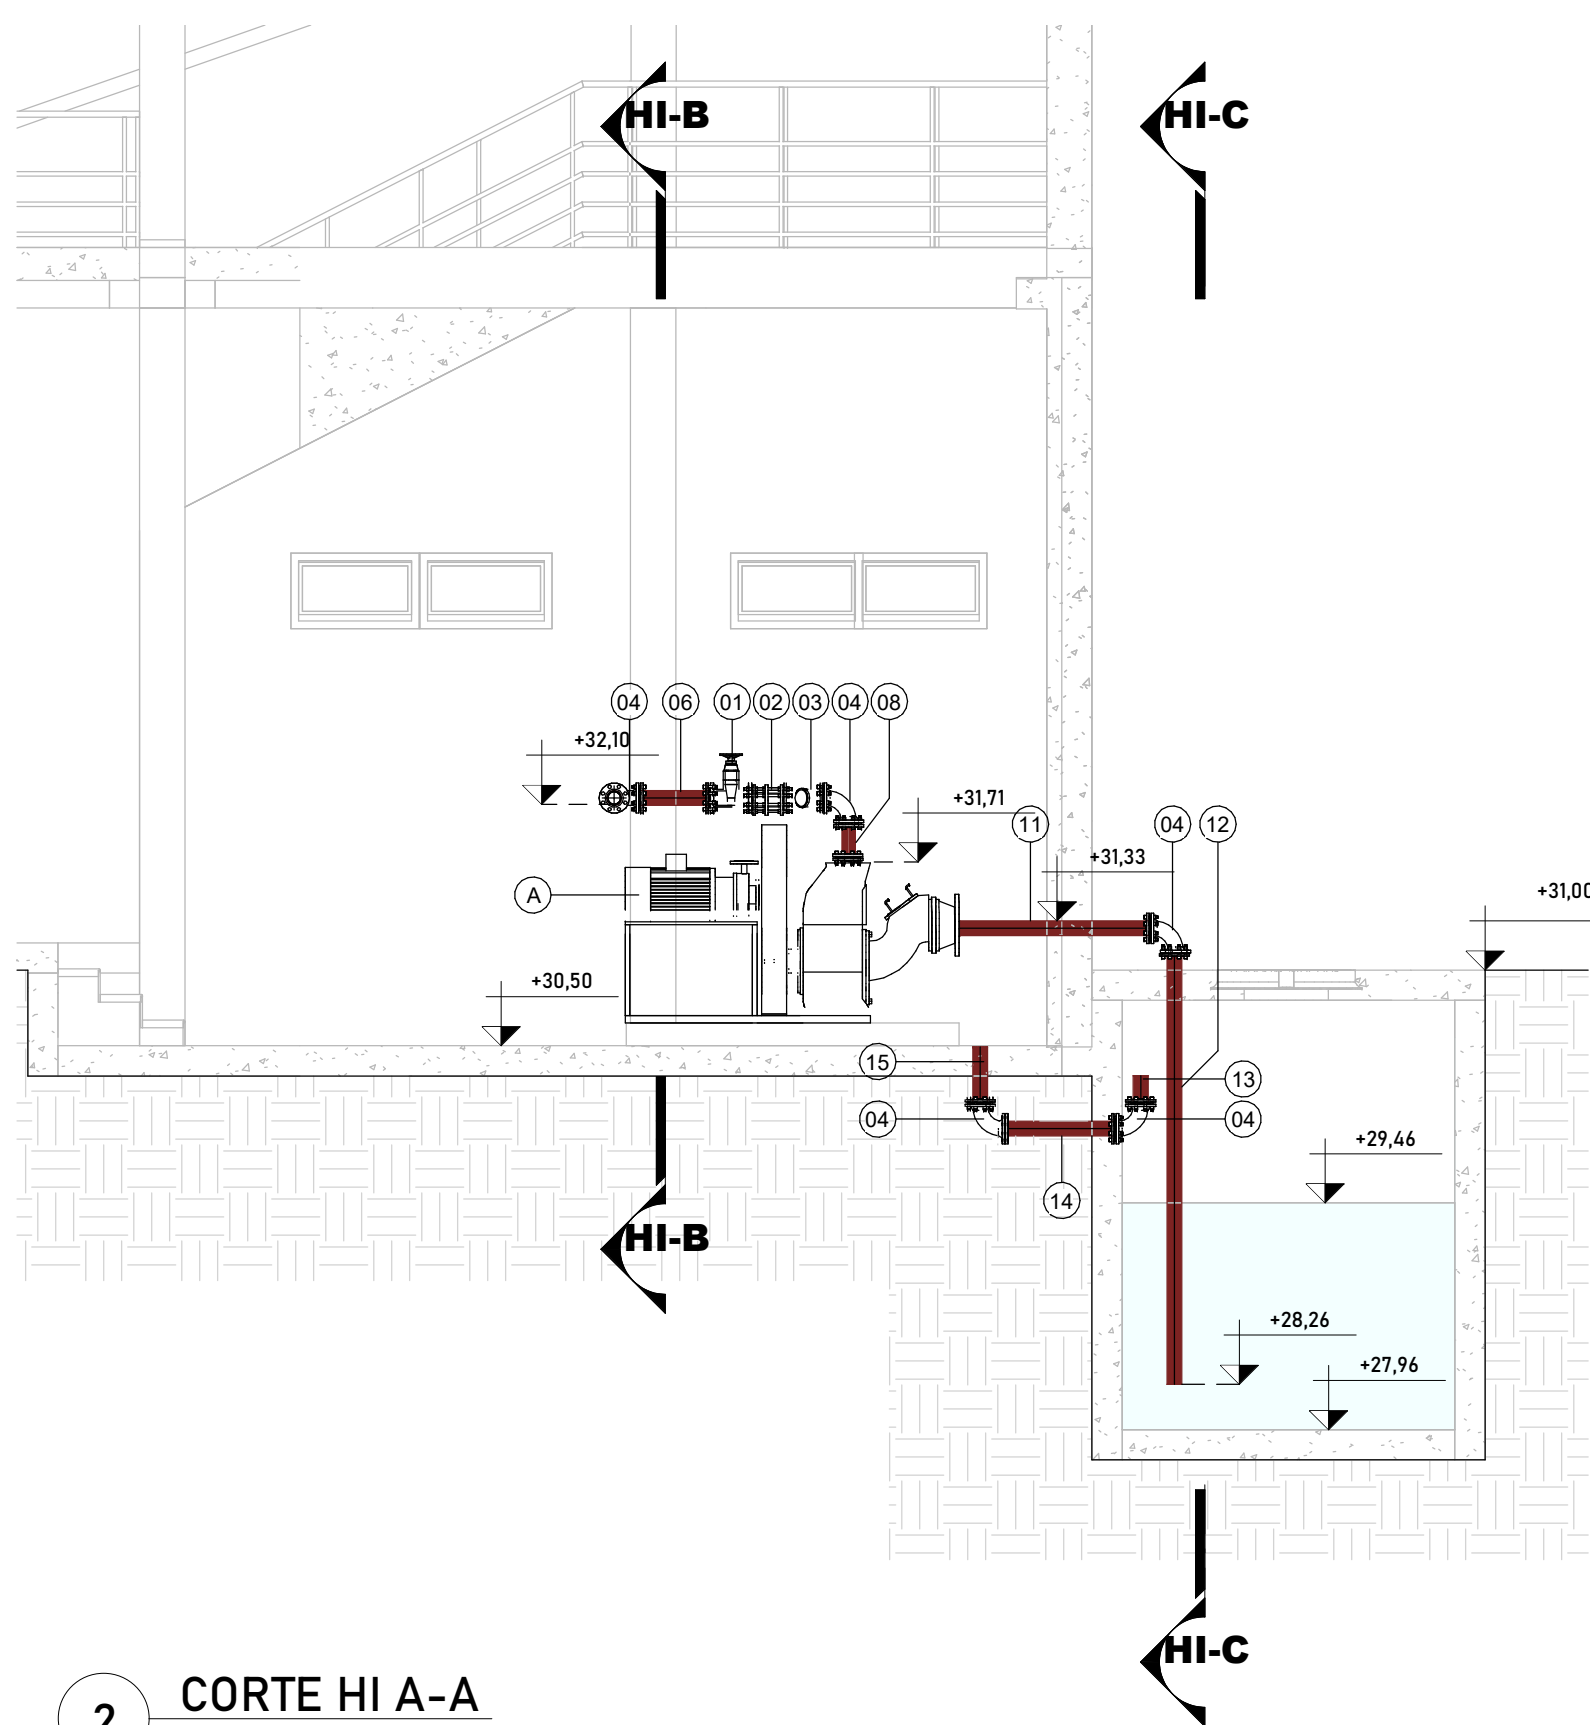 HI-B
HI-C
04 06 01 02 03 04 08
+32,10
+31,71
11
04 12
+31,33
+31,00
A
+30,50
15
13
04
04
+29,46
14
HI-B
+28,26
+27,96
HI-C
2
CORTE HI A-A